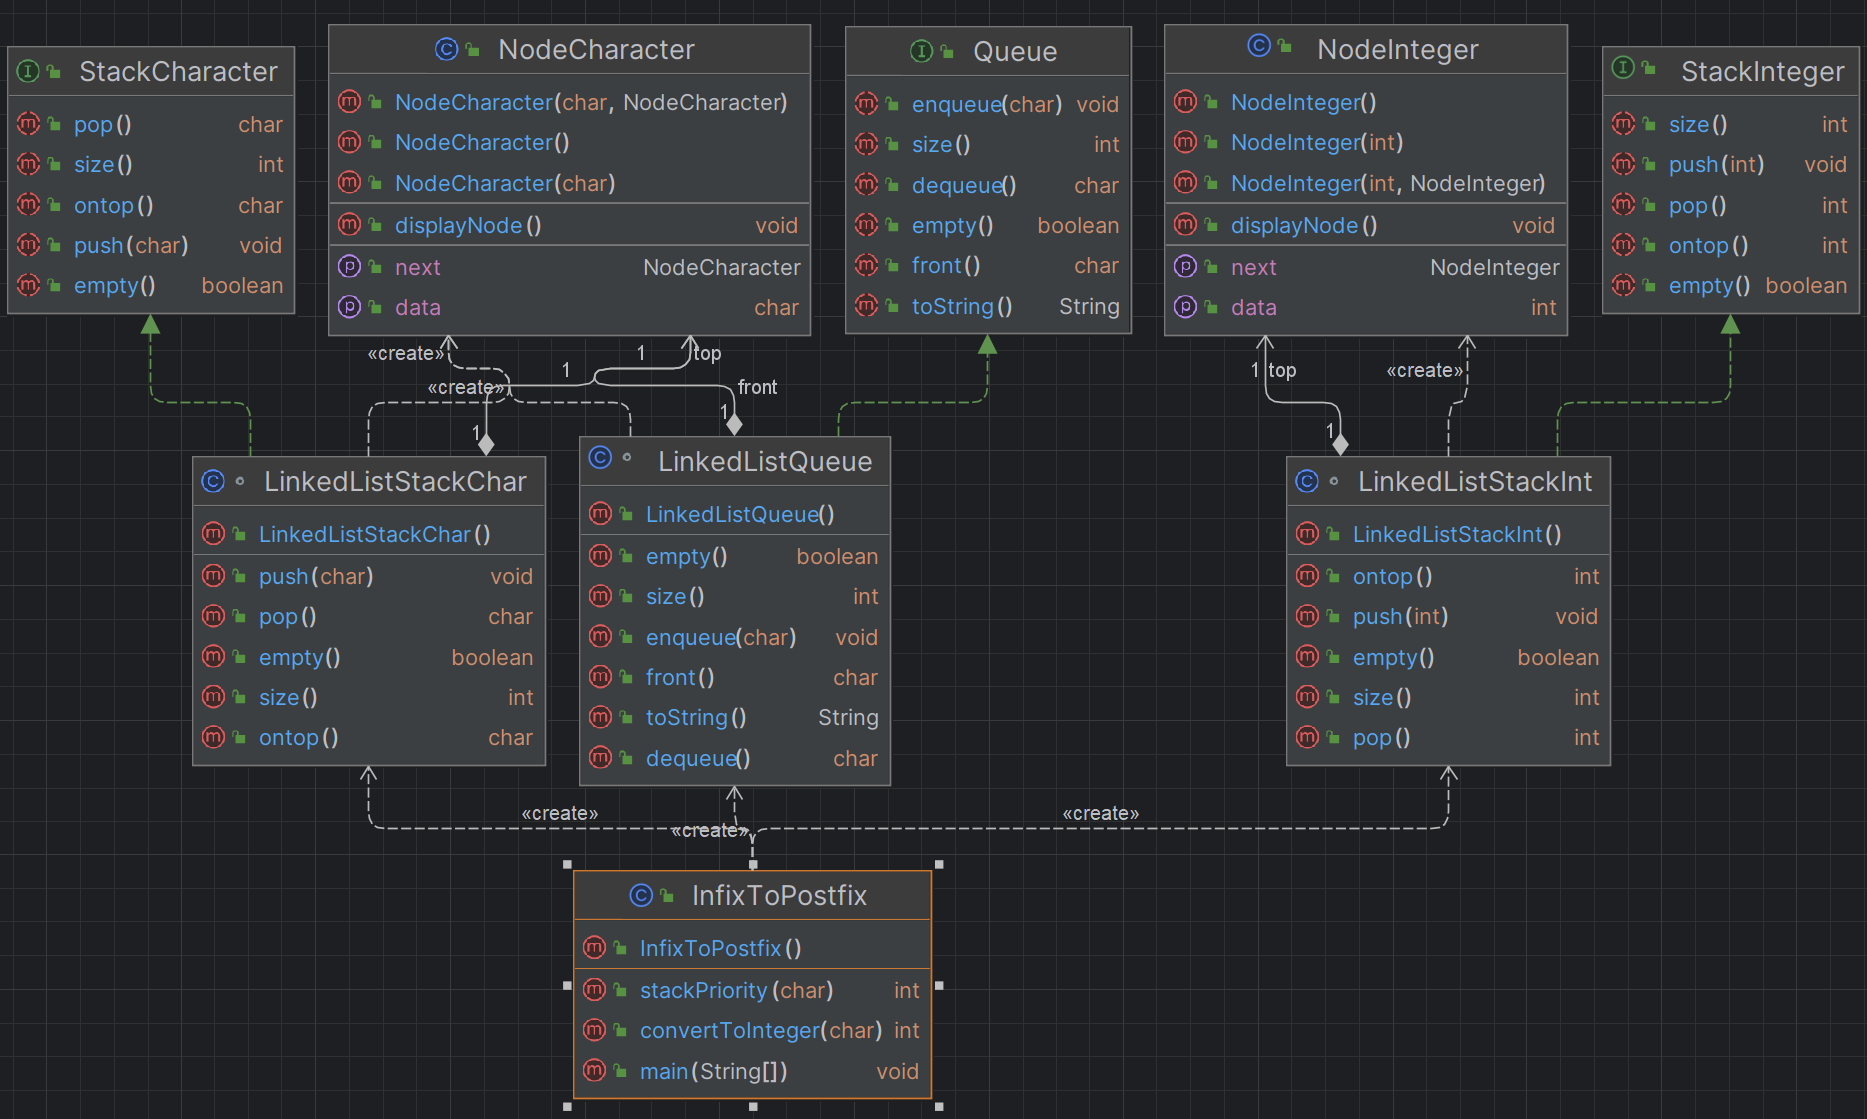 StackCharacter
pop() char
size() int
ontop() char
push(char) void
empty() boolean
NodeCharacter
NodeCharacter(char, NodeCharacter)
NodeCharacter()
NodeCharacter(char)
displayNode() void
next NodeCharacter
data char
Queue
enqueue(char) void
size() int
dequeue() char
empty() boolean
front() char
toString() String
NodeInteger
NodeInteger()
NodeInteger(int)
NodeInteger(int, NodeInteger)
displayNode() void
next NodeInteger
data int
StackInteger
size() int
push(int) void
pop() int
ontop() int
empty() boolean
«create»
1
top
1
«create»
front
1
1
1 top
«create»
1
LinkedListStackChar
LinkedListStackChar()
push(char) void
pop() char
empty() boolean
size() int
ontop() char
LinkedListQueue
LinkedListQueue()
empty() boolean
size() int
enqueue(char) void
front() char
toString() String
dequeue() char
LinkedListStackInt
LinkedListStackInt()
ontop() int
push(int) void
empty() boolean
size() int
pop() int
«create»
«create»
«create»
InfixToPostfix
InfixToPostfix()
stackPriority(char) int
convertToInteger(char) int
main(String[]) void